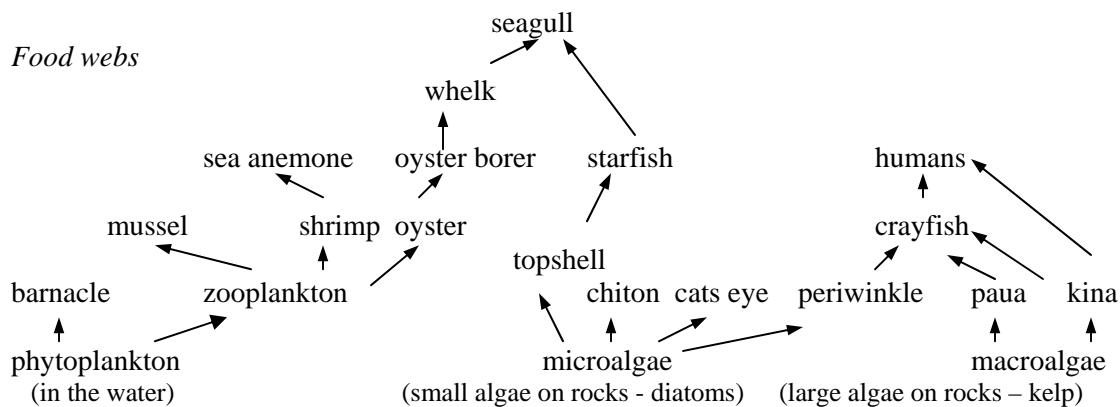 seagull
Food webs
whelk
sea anemone oyster borer starfish humans
mussel shrimp oyster crayfish
topshell
barnacle zooplankton chiton cats eye periwinkle paua kina
phytoplankton microalgae macroalgae
(in the water) (small algae on rocks - diatoms) (large algae on rocks – kelp)